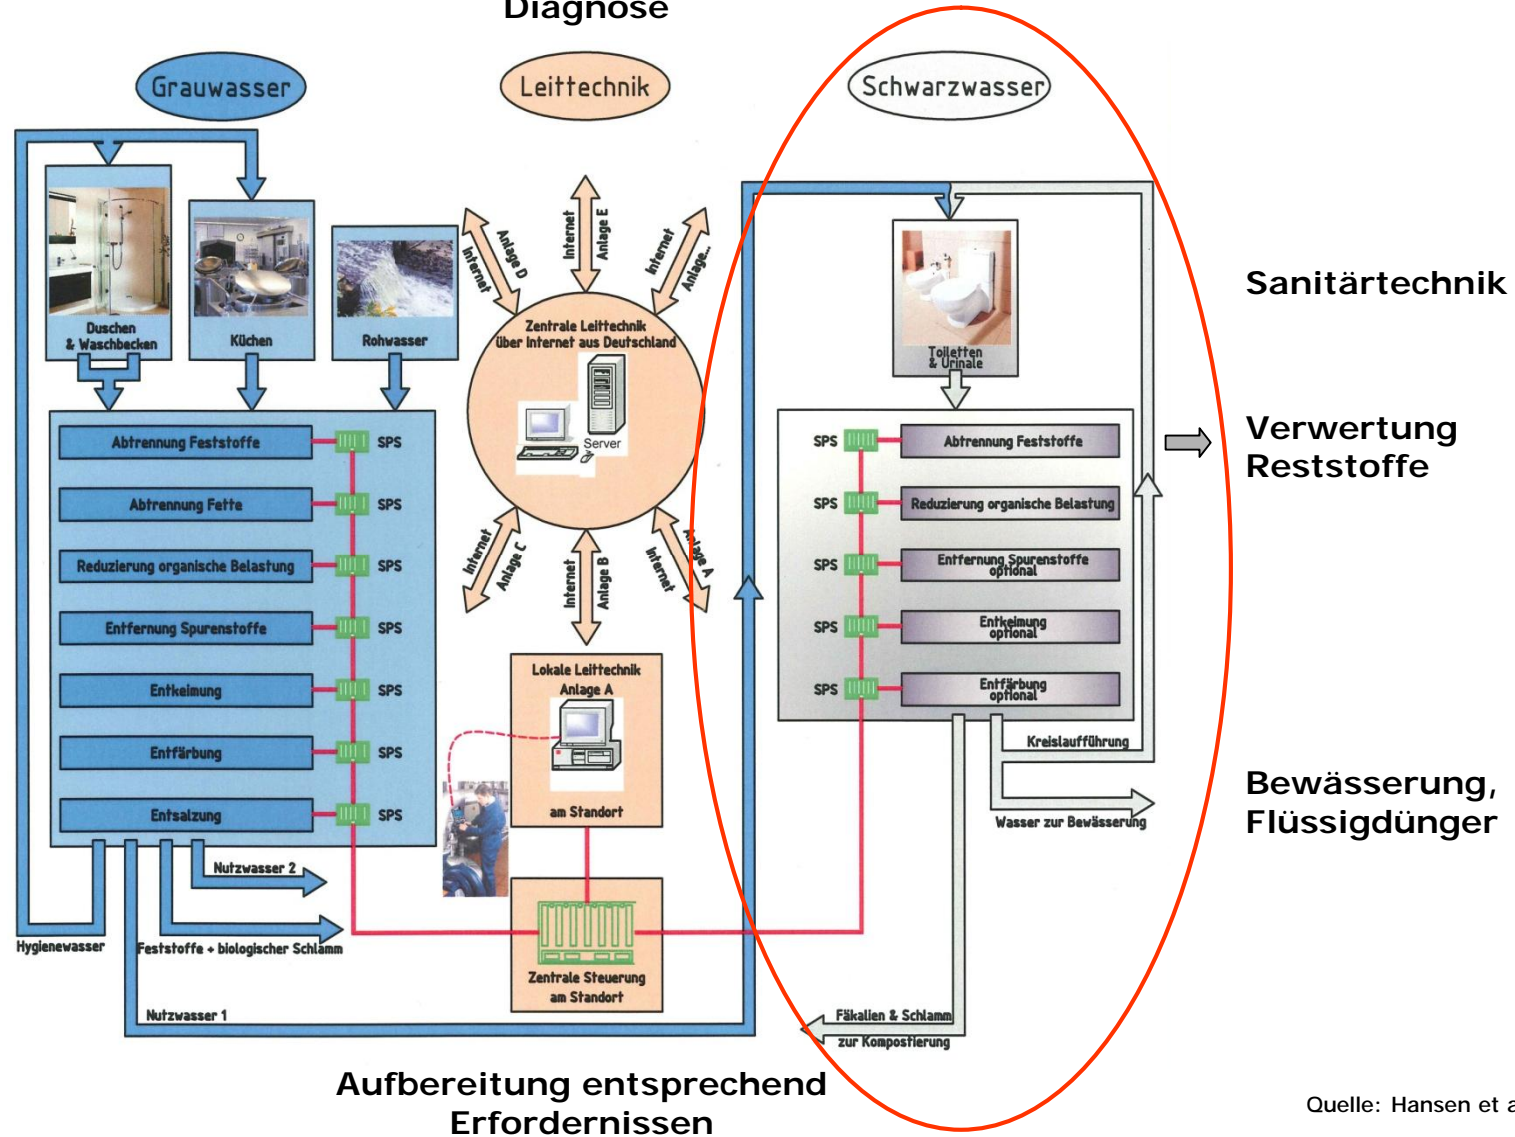 Diagnose
Grauwasser
Leittechnik
Schwarzwasser
Duschen
& Waschbecken
Küchen
Rohwasser
Abtrennung Feststoffe
SPS
Abtrennung Fette
SPS
Reduzierung organische Belastung
SPS
Entfernung Spurenstoffe
SPS
Entkeimung
SPS
Entfärbung
SPS
Entsalzung
SPS
Hygienewasser
Nutzwasser 2
Feststoffe + biologischer Schlamm
Nutzwasser 1
Internet
Anlage D
Internet
Anlage E
Internet
Anlage...
Zentrale Leittechnik
über Internet aus Deutschland
Server
Internet
Anlage C
Internet
Anlage B
Internet
Anlage A
Lokale Leittechnik
Anlage A
am Standort
Zentrale Steuerung
am Standort
Toiletten
& Urinale
SPS
Abtrennung Feststoffe
SPS
Reduzierung organische Belastung
SPS
Entfernung Spurenstoffe
optional
SPS
Entkeimung
optional
SPS
Entfärbung
optional
Kreislaufführung
Wasser zur Bewässerung
Fäkalien & Schlamm
zur Kompostierung
Sanitärtechnik
Verwertung
Reststoffe
Bewässerung,
Flüssigdünger
Aufbereitung entsprechend
Erfordernissen
Quelle: Hansen et a